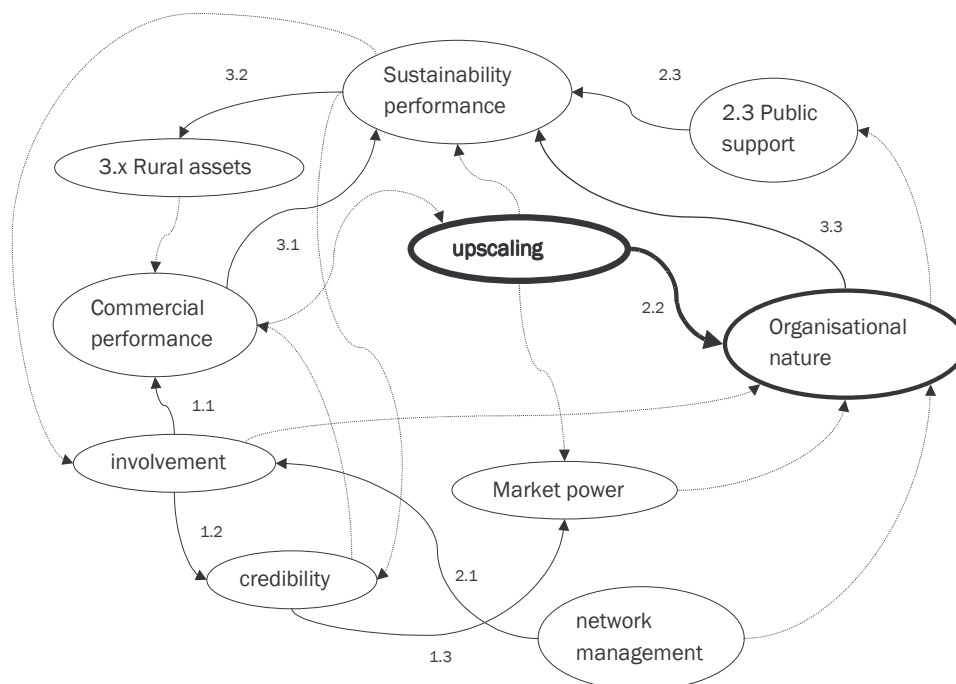 Sustainability
performance
3.2
2.3
2.3 Public
support
3.x Rural assets
3.1
upscaling
3.3
2.2
Commercial
performance
Organisational
nature
1.1
involvement
Market power
1.2
credibility
2.1
1.3
network
management